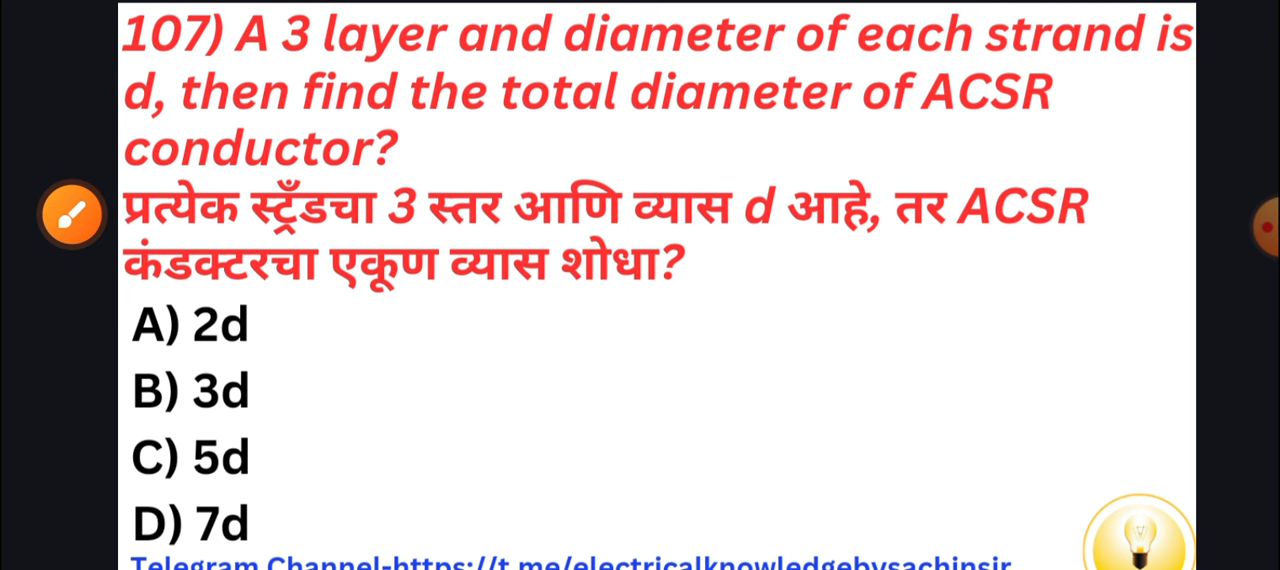 107) A 3 layer and diameter of each strand is
d, then find the total diameter of ACSR
conductor?
प्रत्येक स्ट्रँडचा 3 स्तर आणि व्यास d आहे, तर ACSR
कंडक्टरचा एकूण व्यास शोधा?
A) 2d
B) 3d
C) 5d
D) 7d
Telegram Channel-https://t.me/electricalknowledgebysachinsir